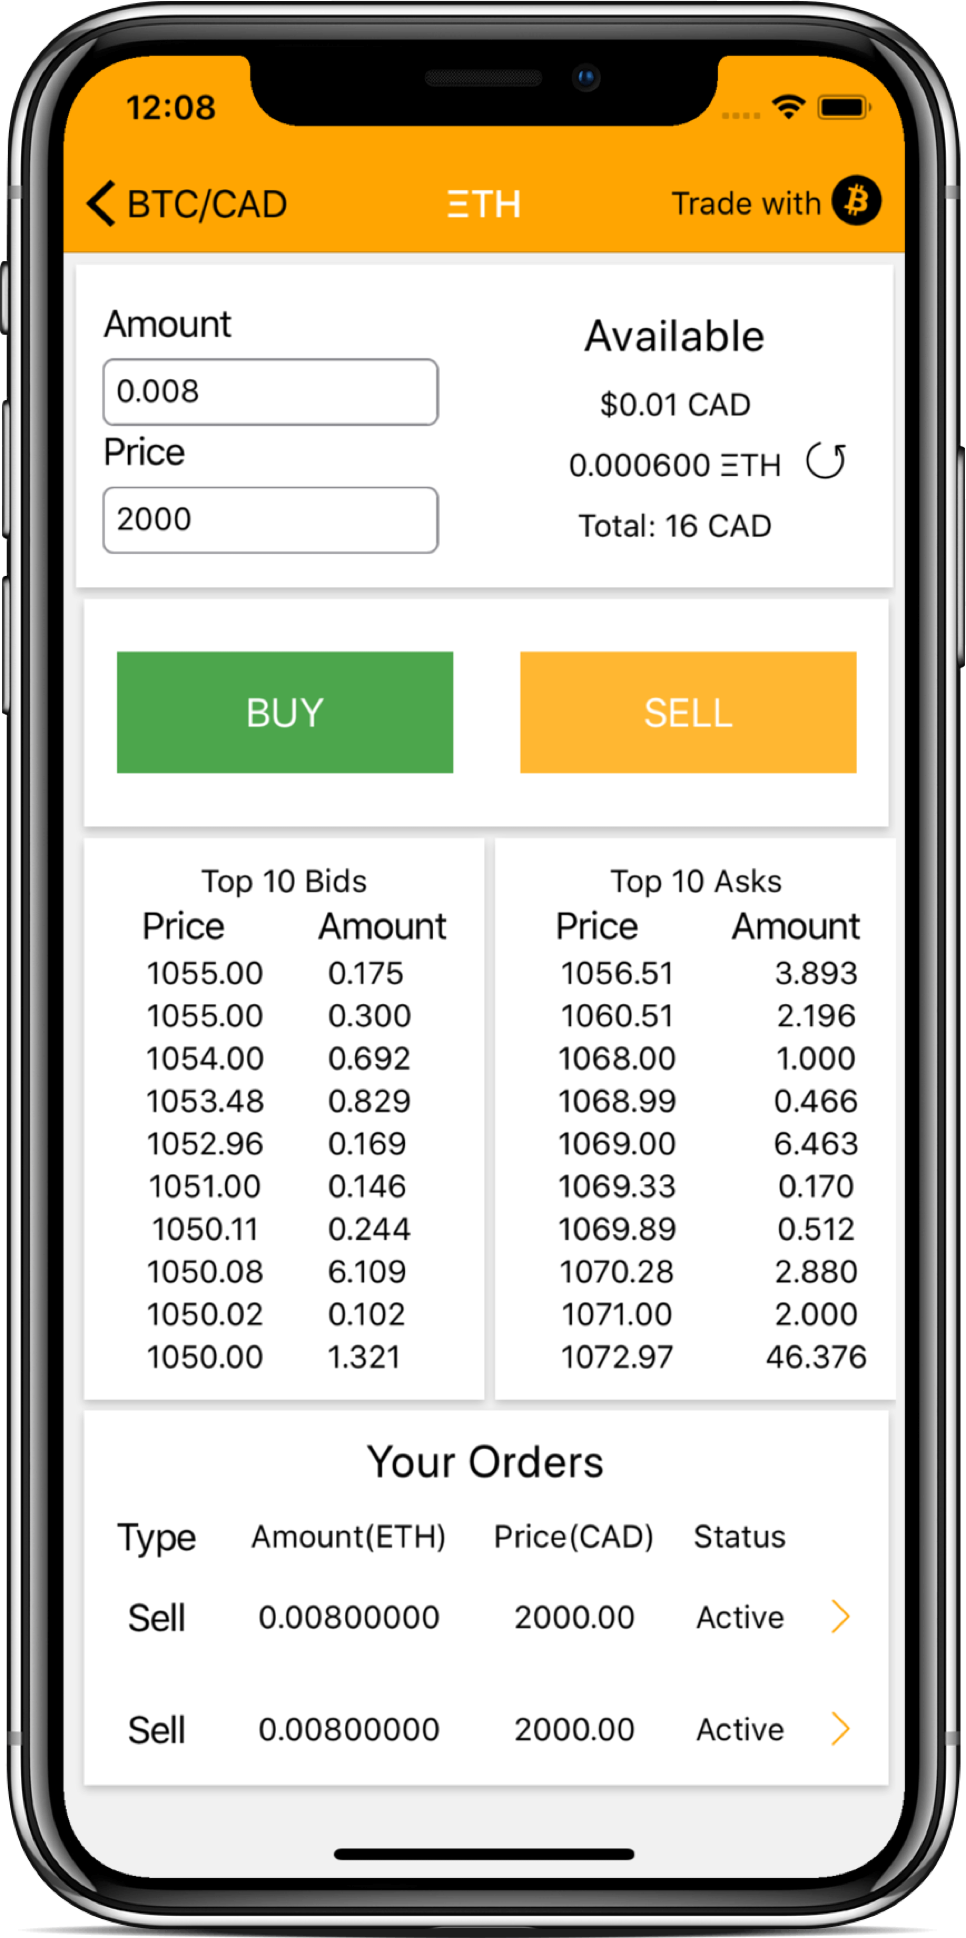 12:08
BTC/CAD ΞTH Trade with
Amount
0.008
Price
2000
Available
$0.01 CAD
0.000600 ΞTH
Total: 16 CAD
BUY SELL
Top 10 Bids
Price Amount
1055.00 0.175
1055.00 0.300
1054.00 0.692
1053.48 0.829
1052.96 0.169
1051.00 0.146
1050.11 0.244
1050.08 6.109
1050.02 0.102
1050.00 1.321
Top 10 Asks
Price Amount
1056.51 3.893
1060.51 2.196
1068.00 1.000
1068.99 0.466
1069.00 6.463
1069.33 0.170
1069.89 0.512
1070.28 2.880
1071.00 2.000
1072.97 46.376
Your Orders
Type Amount(ETH) Price(CAD) Status
Sell 0.00800000 2000.00 Active
Sell 0.00800000 2000.00 Active